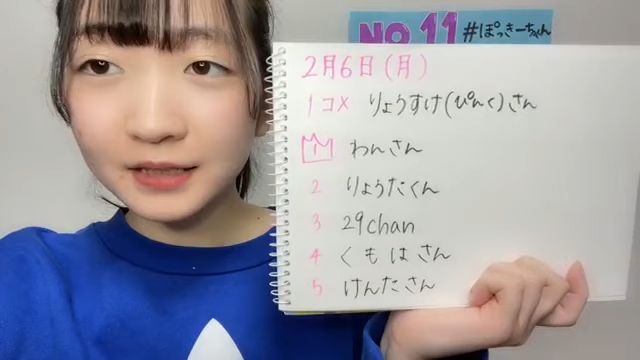 NO.11 #ぽっきーちゃん
2月6日(月)
1コメ りょうすけ(ぴんく)さん
1 わんさん
2 りょうたくん
3 29chan
4 くもはさん
5 けんたさん